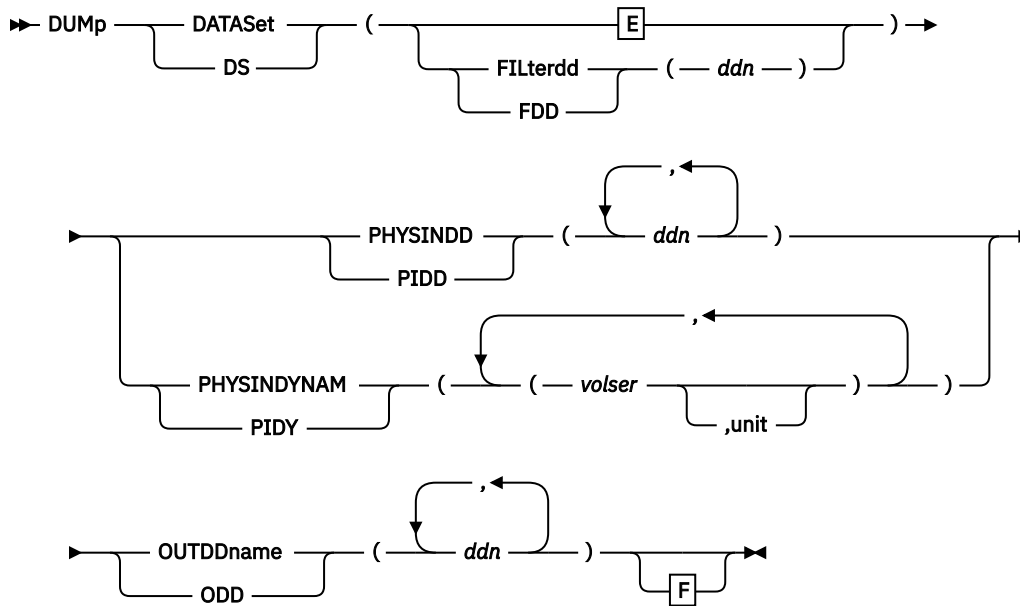 DUMp DATASet ( E )
DS FILterdd ( ddn )
FDD
,
PHYSINDD ( ddn )
PIDD
,
PHYSINDYNAM ( ( volser ) )
PIDY ,unit
,
OUTDDname ( ddn )
ODD F